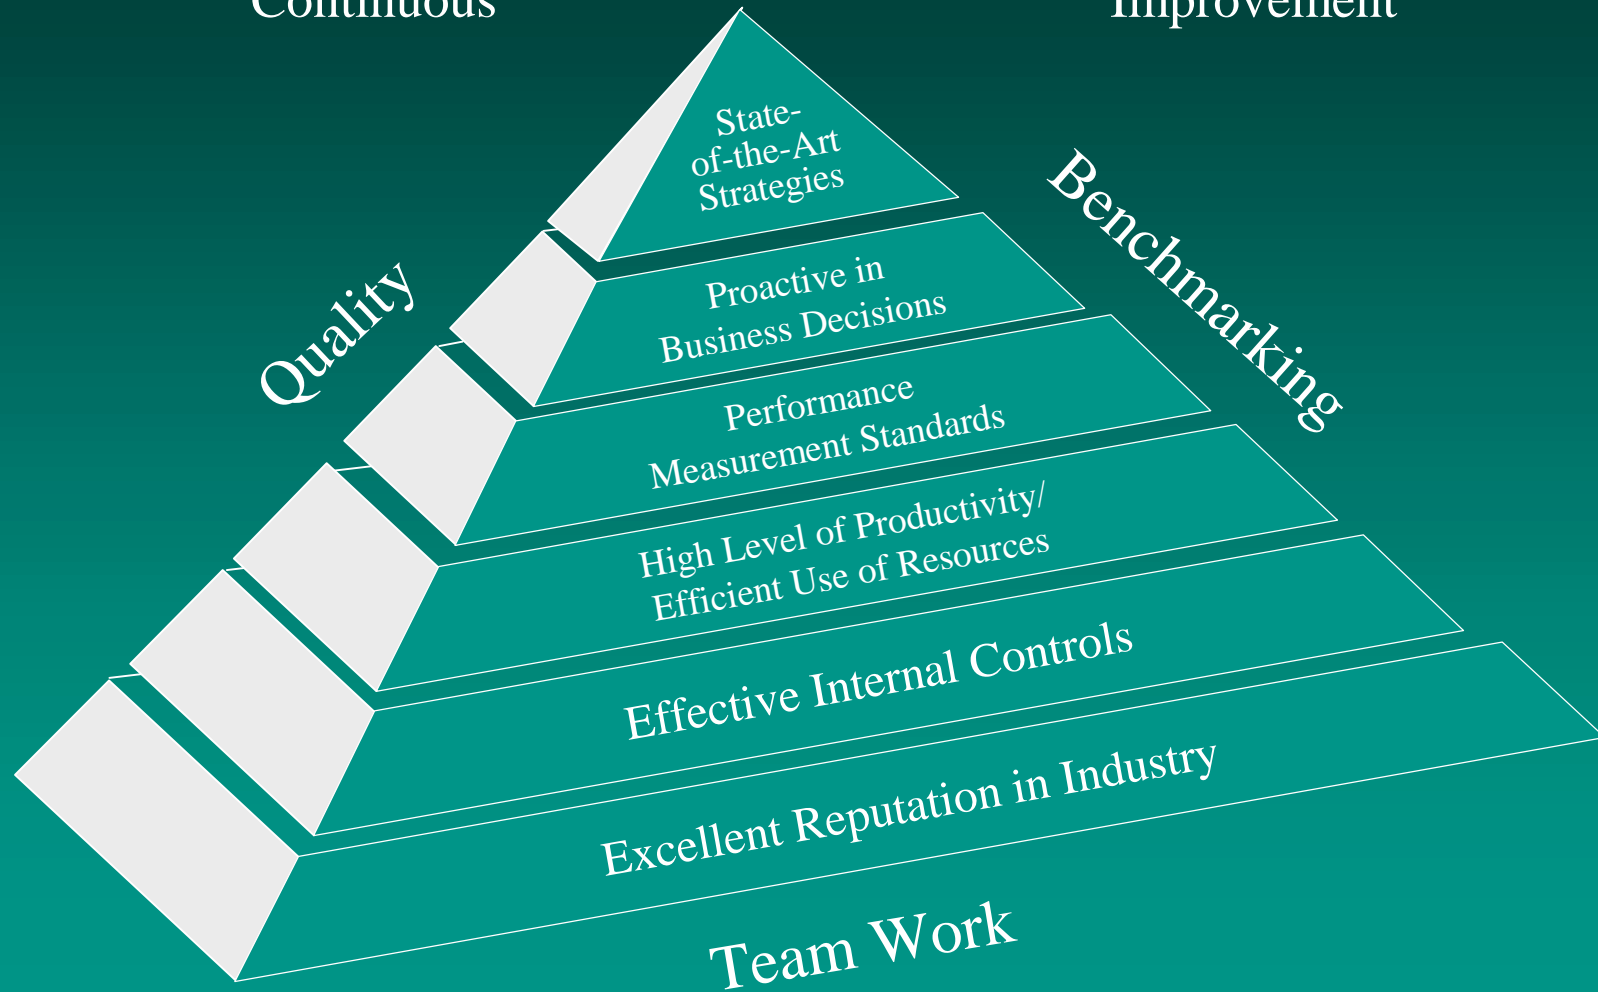 Continuous Improvement
State-
of-the-Art
Strategies
Benchmarking
Quality
Proactive in
Business Decisions
Performance
Measurement Standards
High Level of Productivity/
Efficient Use of Resources
Effective Internal Controls
Excellent Reputation in Industry
Team Work